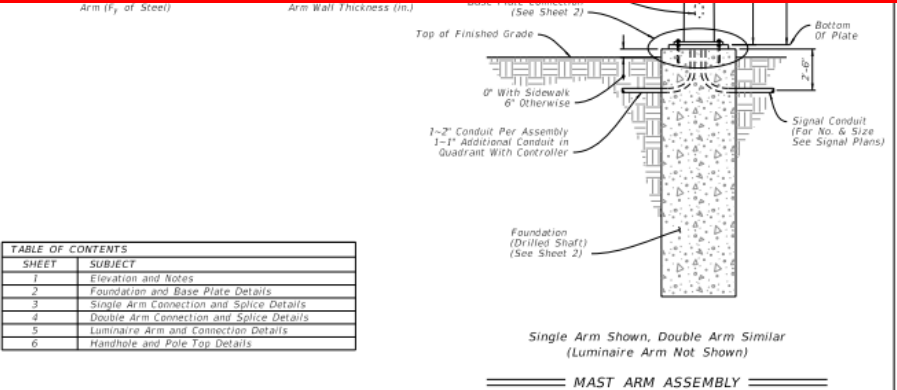 Arm (Fy of Steel)
Arm Wall Thickness (in.)
Base Plate Connection
(See Sheet 2)
Top of Finished Grade
Bottom
Of Plate
2'-6"
0" With Sidewalk
6" Otherwise
1~2" Conduit Per Assembly
1~1" Additional Conduit in
Quadrant With Controller
Signal Conduit
(For No. & Size
See Signal Plans)
Foundation
(Drilled Shaft)
(See Sheet 2)
TABLE OF CONTENTS
SHEET SUBJECT
1 Elevation and Notes
2 Foundation and Base Plate Details
3 Single Arm Connection and Splice Details
4 Double Arm Connection and Splice Details
5 Luminaire Arm and Connection Details
6 Handhole and Pole Top Details
Single Arm Shown, Double Arm Similar
(Luminaire Arm Not Shown)
MAST ARM ASSEMBLY